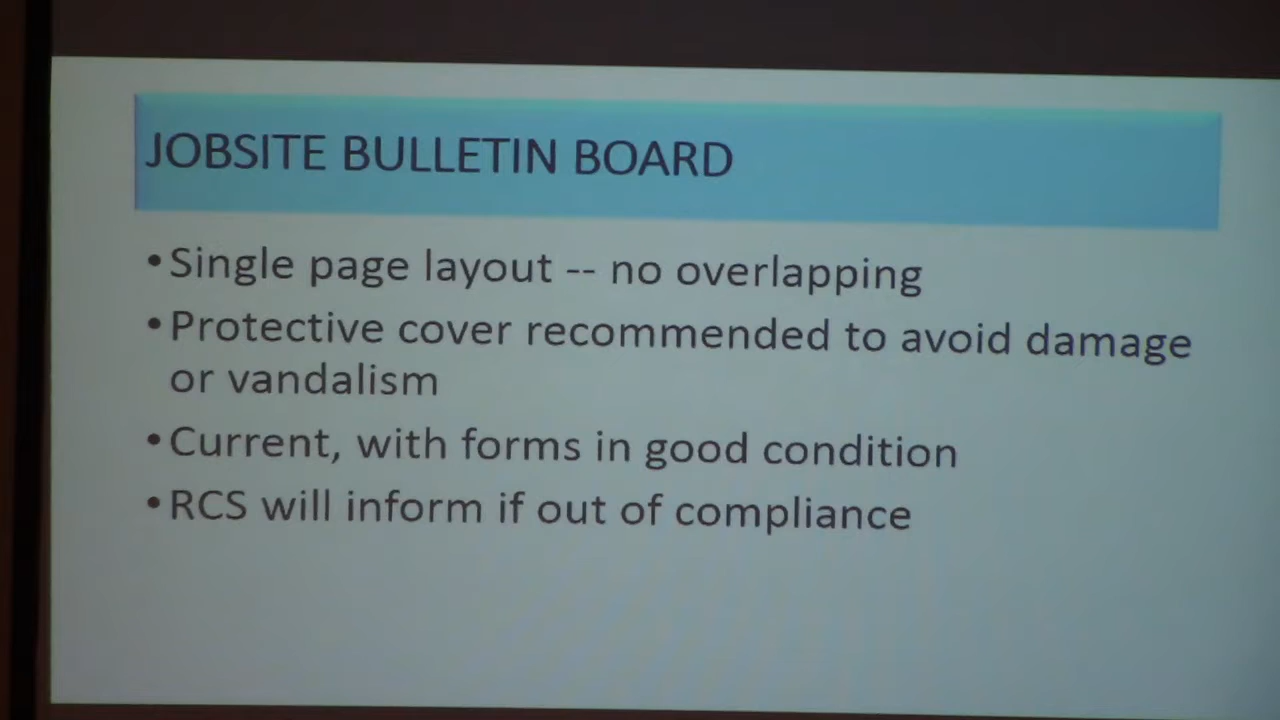 JOBSITE BULLETIN BOARD
•Single page layout -- no overlapping
•Protective cover recommended to avoid damage
or vandalism
•Current, with forms in good condition
•RCS will inform if out of compliance